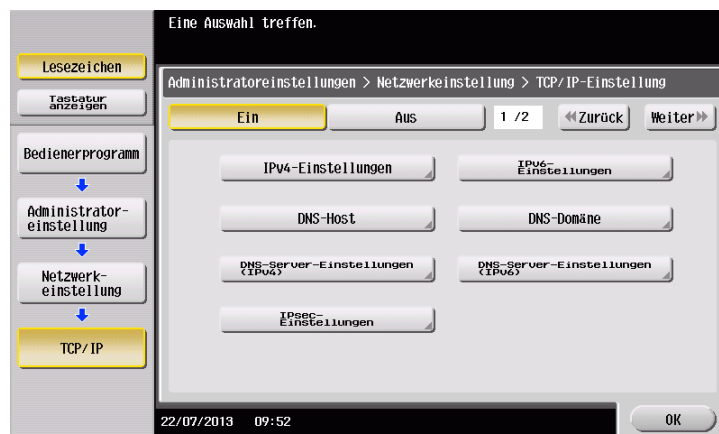 Eine Auswahl treffen.
Lesezeichen
Tastatur
anzeigen
Administratoreinstellungen > Netzwerkeinstellung > TCP/IP-Einstellung
Ein
Aus
1 /2
Zurück
Weiter
Bedienerprogramm
Administrator-
einstellung
Netzwerk-
einstellung
TCP/IP
IPv4-Einstellungen
IPv6-
Einstellungen
DNS-Host
DNS-Domäne
DNS-Server-Einstellungen
(IPv4)
DNS-Server-Einstellungen
(IPv6)
IPsec-
Einstellungen
22/07/2013 09:52
OK